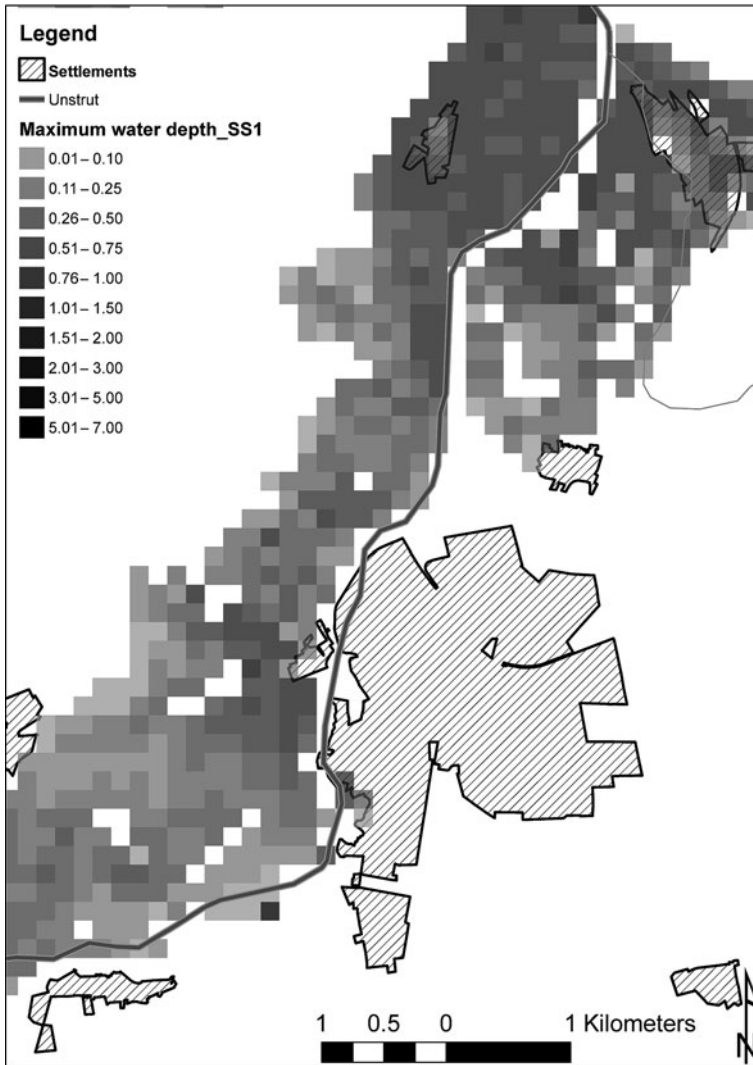 Legend
Settlements
Unstrut
Maximum water depth_SS1
0.01– 0.10
0.11– 0.25
0.26– 0.50
0.51– 0.75
0.76– 1.00
1.01– 1.50
1.51– 2.00
2.01– 3.00
3.01– 5.00
5.01– 7.00
1 0.5 0 1 Kilometers
N